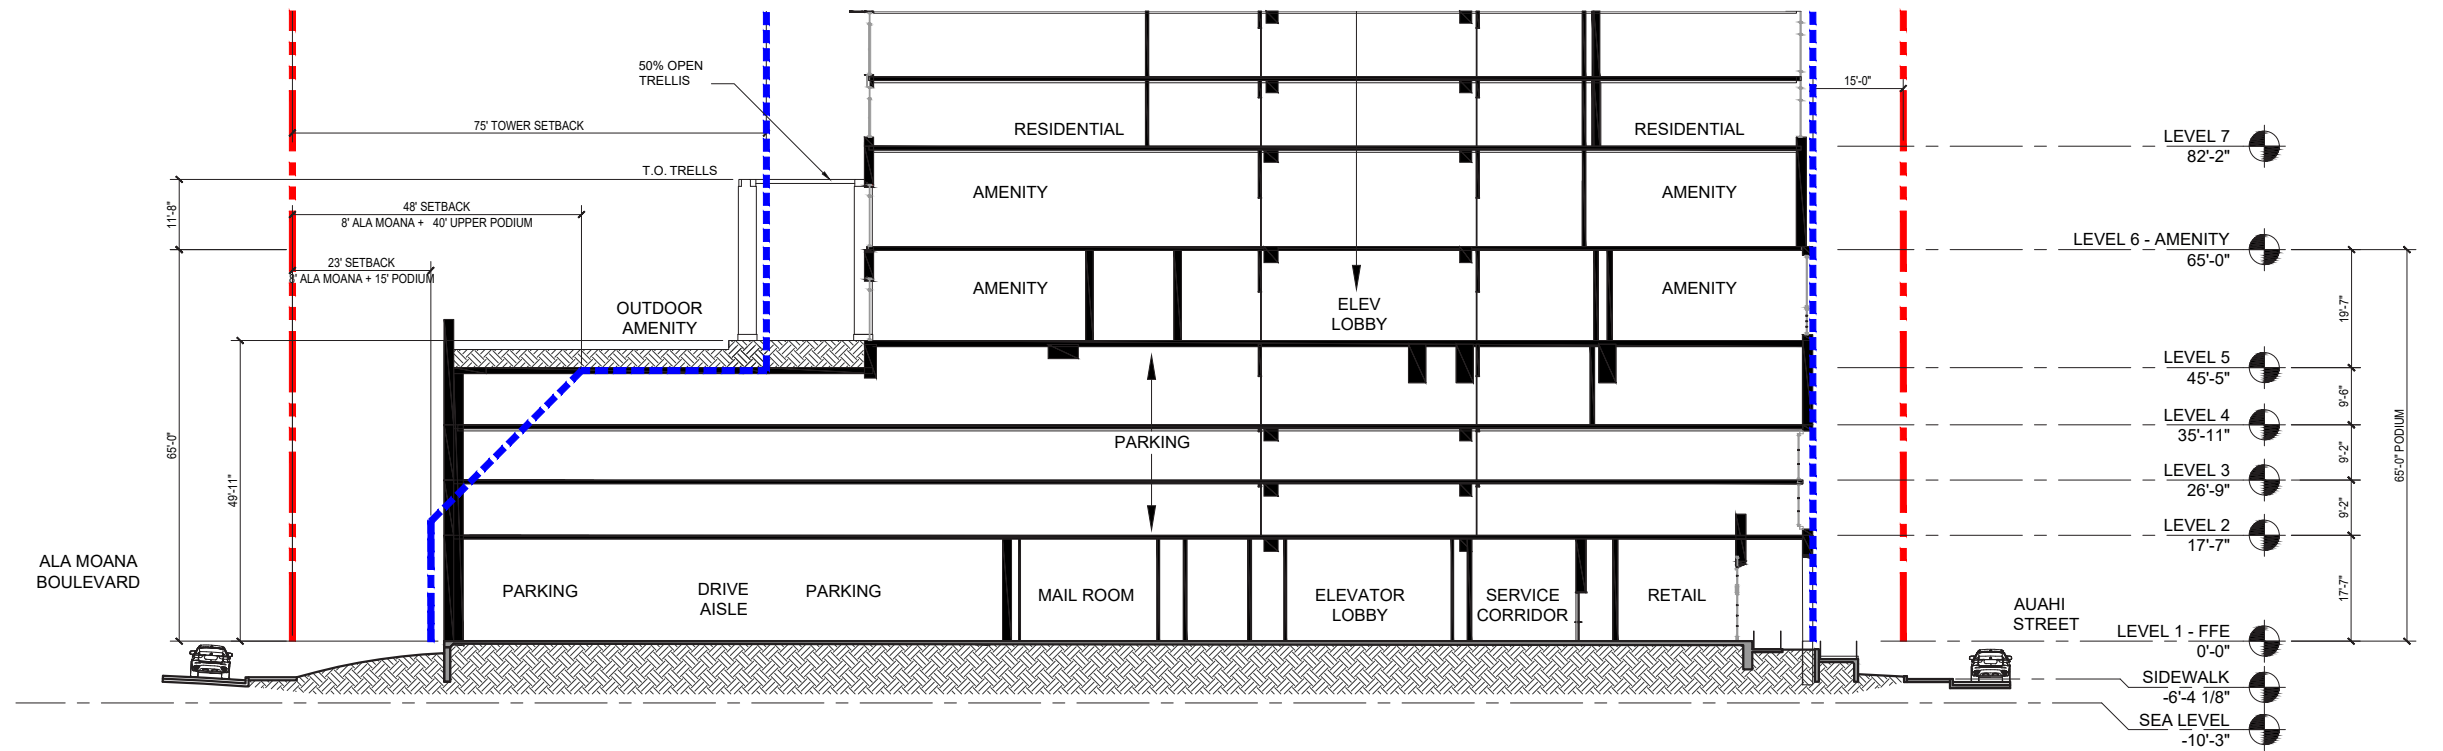 50% OPEN
TRELLIS
15'-0"
75' TOWER SETBACK
RESIDENTIAL
RESIDENTIAL
LEVEL 7
82'-2"
T.O. TRELLS
AMENITY
AMENITY
11'-8"
48' SETBACK
8' ALA MOANA + 40' UPPER PODIUM
LEVEL 6 - AMENITY
65'-0"
23' SETBACK
8' ALA MOANA + 15' PODIUM
AMENITY
AMENITY
OUTDOOR
AMENITY
ELEV
LOBBY
19'-7"
LEVEL 5
45'-5"
9'-6"
LEVEL 4
35'-11"
PARKING
65'-0"
49'-11"
9'-2"
65'-0" PODIUM
LEVEL 3
26'-9"
9'-2"
LEVEL 2
17'-7"
ALA MOANA
BOULEVARD
PARKING
DRIVE
AISLE
PARKING
MAIL ROOM
ELEVATOR
LOBBY
SERVICE
CORRIDOR
RETAIL
17'-7"
AUAHI
STREET
LEVEL 1 - FFE
0'-0"
SIDEWALK
-6'-4 1/8"
SEA LEVEL
-10'-3"